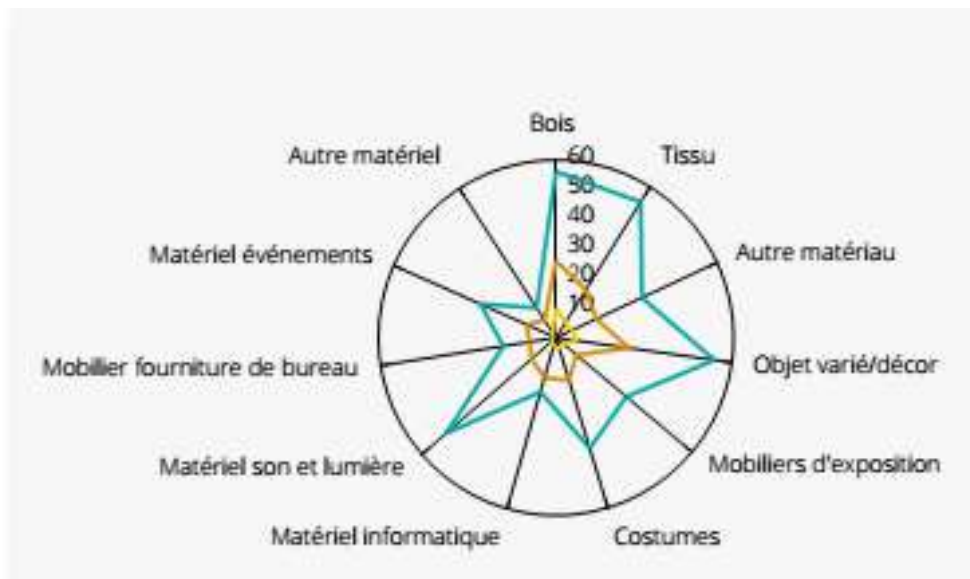 Bois
Autre matériel
60
Tissu
50
40
30
20
10
Matériel événements
Autre matériau
Mobillier fourniture de bureau
Objet varié/décor
Matériel son et lumière
Mobiliers d'exposition
Matériel informatique
Costumes